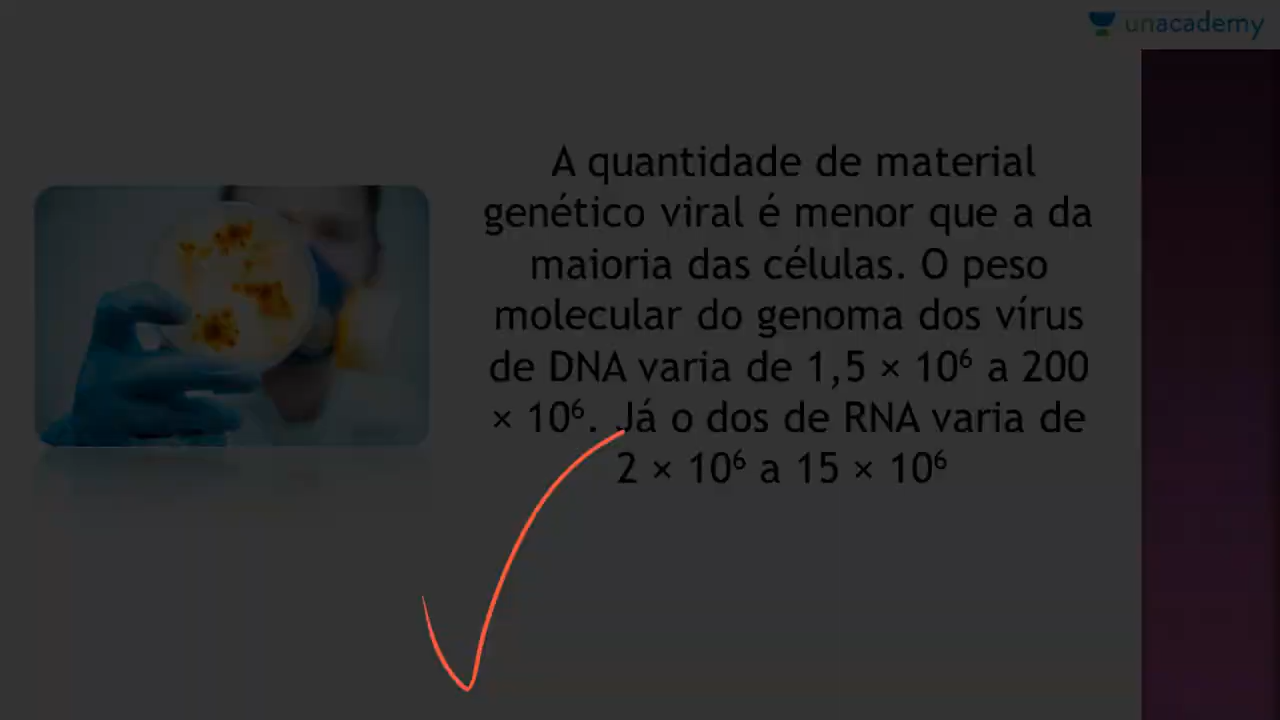 unacademy
A quantidade de material
genético viral é menor que a da
maioria das células. O peso
molecular do genoma dos vírus
de DNA varia de 1,5 × 10⁶ a 200
× 10⁶. Já o dos de RNA varia de
2 × 10⁶ a 15 × 10⁶